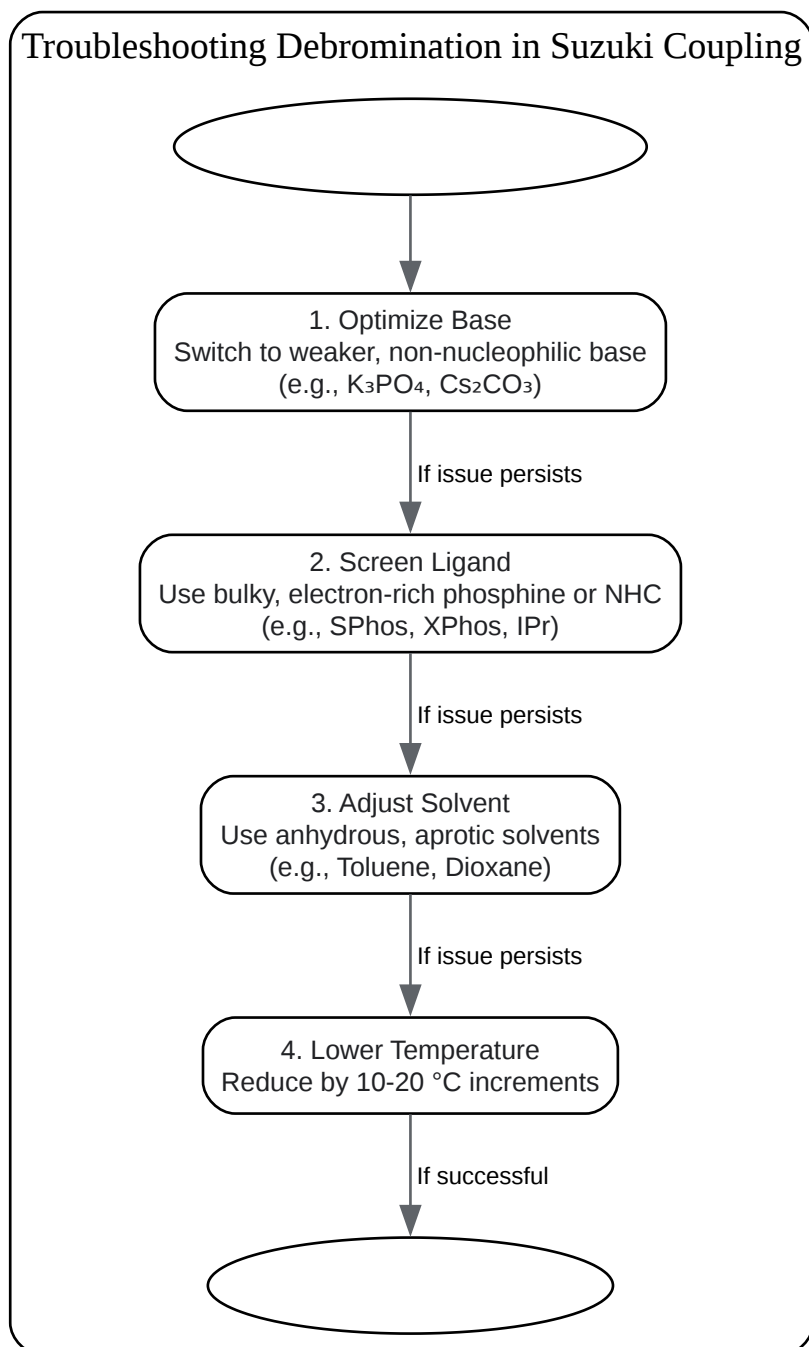 Troubleshooting Debromination in Suzuki Coupling
1. Optimize Base
Switch to weaker, non-nucleophilic base
(e.g., K₃PO₄, Cs₂CO₃)
If issue persists
2. Screen Ligand
Use bulky, electron-rich phosphine or NHC
(e.g., SPhos, XPhos, IPr)
If issue persists
3. Adjust Solvent
Use anhydrous, aprotic solvents
(e.g., Toluene, Dioxane)
If issue persists
4. Lower Temperature
Reduce by 10-20 °C increments
If successful